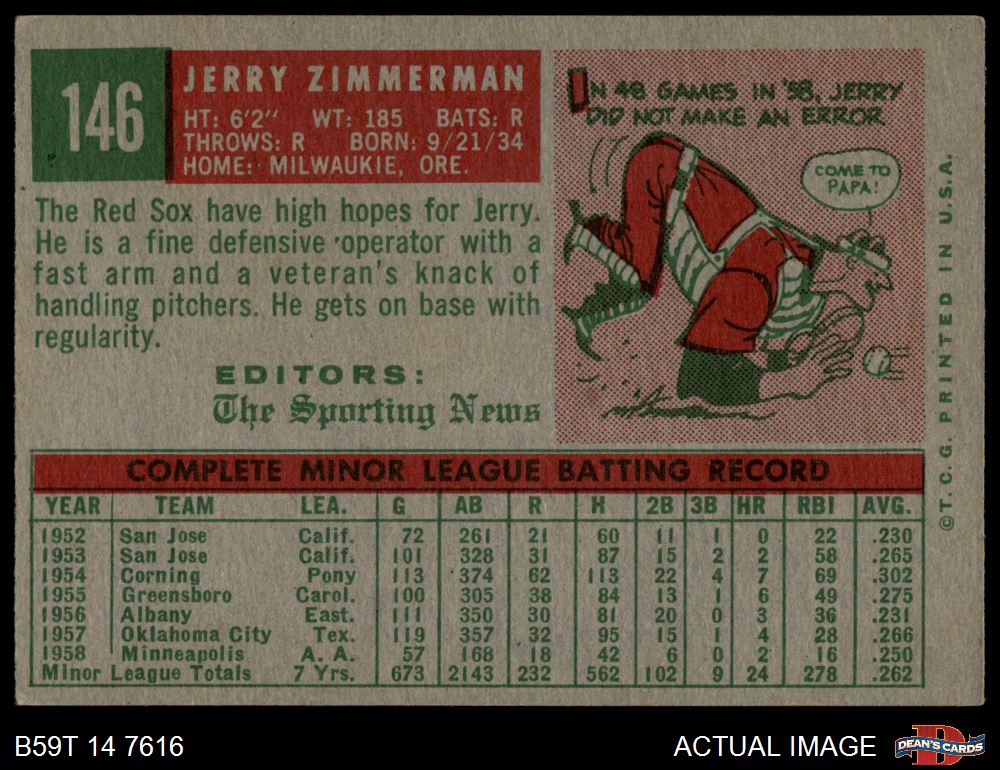 146
JERRY ZIMMERMAN
HT: 6'2" WT: 185 BATS: R
THROWS: R BORN: 9/21/34
HOME: MILWAUKIE, ORE.
The Red Sox have high hopes for Jerry.
He is a fine defensive operator with a
fast arm and a veteran's knack of
handling pitchers. He gets on base with
regularity.
EDITORS:
The Sporting News
IN 48 GAMES IN '58, JERRY
DID NOT MAKE AN ERROR
COME TO
PAPA!
COMPLETE MINOR LEAGUE BATTING RECORD
YEAR TEAM LEA. G AB R H 2B 3B HR RBI AVG.
1952 San Jose Calif. 72 261 21 60 11 1 0 22 .230
1953 San Jose Calif. 101 328 31 87 15 2 2 58 .265
1954 Corning Pony 113 374 62 113 22 4 7 69 .302
1955 Greensboro Carol. 100 305 38 84 13 1 6 49 .275
1956 Albany East. 111 350 30 81 20 0 3 36 .231
1957 Oklahoma City Tex. 119 357 32 95 15 1 4 28 .266
1958 Minneapolis A. A. 57 168 18 42 6 0 2 16 .250
Minor League Totals 7 Yrs. 673 2143 232 562 102 9 24 278 .262
© T. C. G. PRINTED IN U.S.A.
B59T 14 7616
ACTUAL IMAGE
DEAN'S CARDS